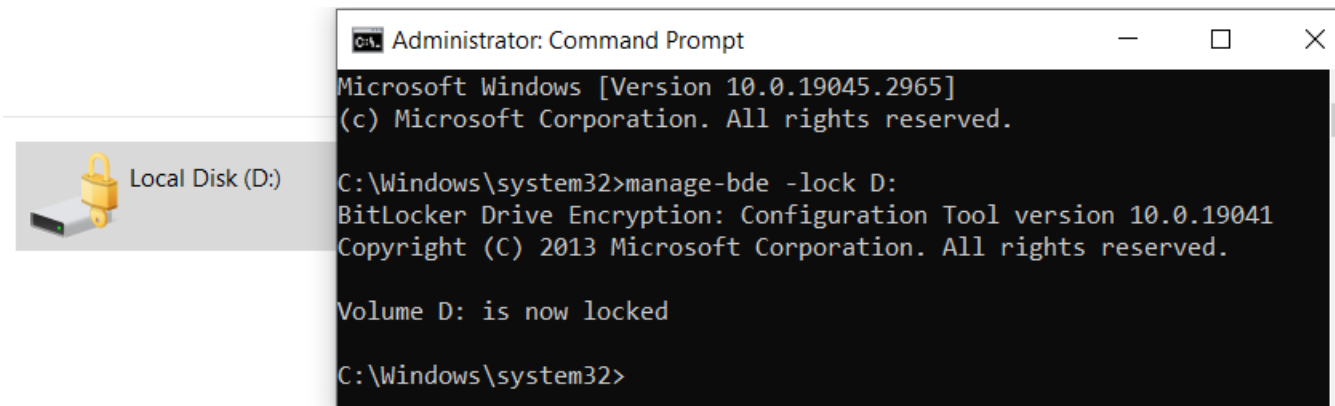 Administrator: Command Prompt
Microsoft Windows [Version 10.0.19045.2965]
(c) Microsoft Corporation. All rights reserved.
Local Disk (D:)
C:\Windows\system32>manage-bde -lock D:
BitLocker Drive Encryption: Configuration Tool version 10.0.19041
Copyright (C) 2013 Microsoft Corporation. All rights reserved.
Volume D: is now locked
C:\Windows\system32>